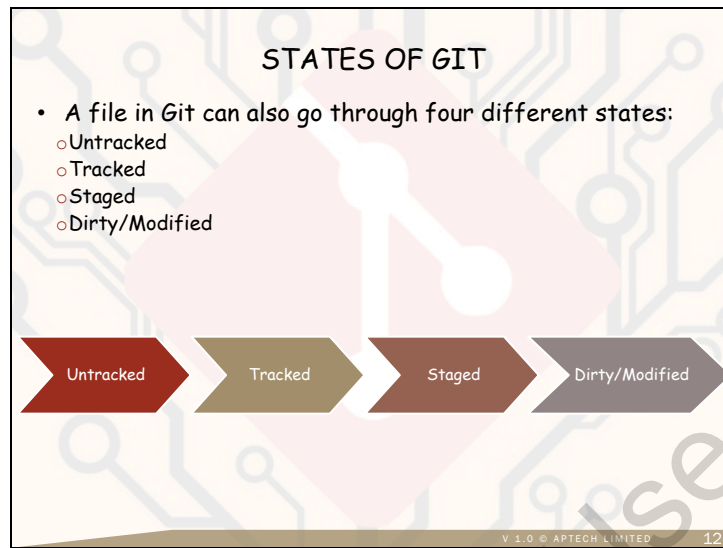 STATES OF GIT
• A file in Git can also go through four different states:
o Untracked
o Tracked
o Staged
o Dirty/Modified
Untracked Tracked Staged Dirty/Modified
V 1.0 © APTECH LIMITED 12